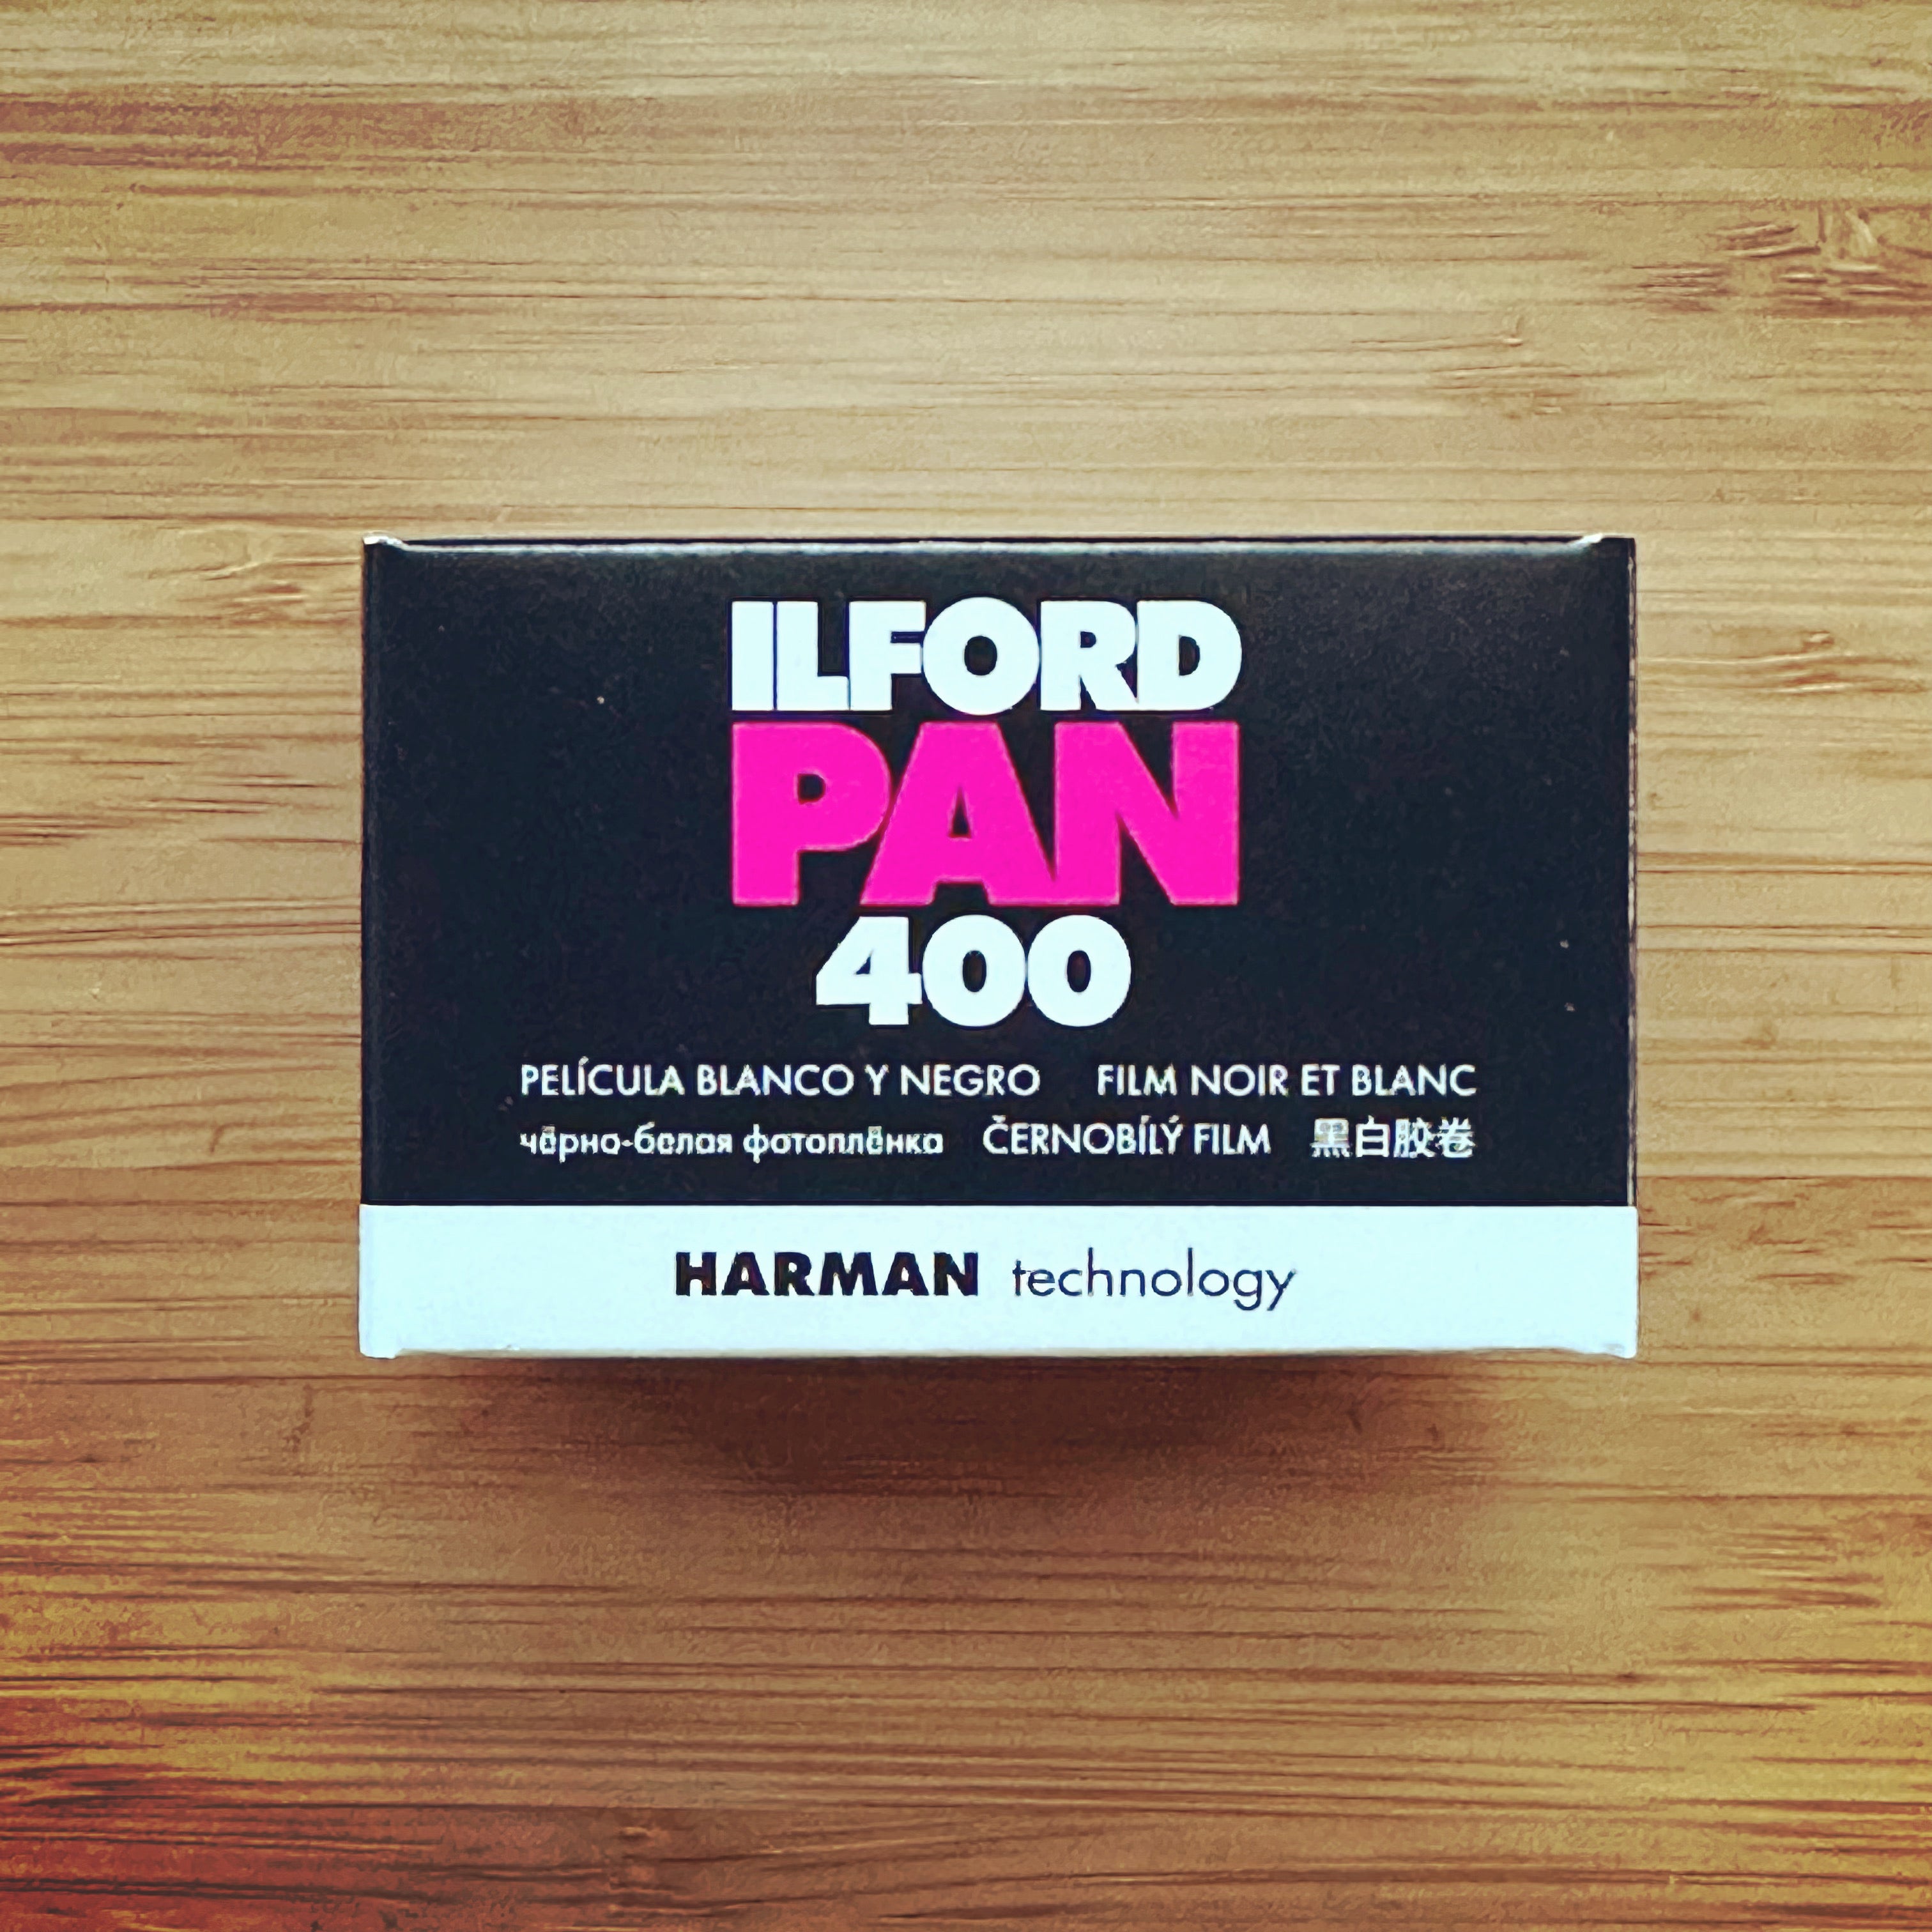 ILFORD
PAN
400
PELÍCULA BLANCO Y NEGRO FILM NOIR ET BLANC
чёрно-белая фотоплёнка ČERNOBÍLÝ FILM 黑白胶卷
HARMAN technology